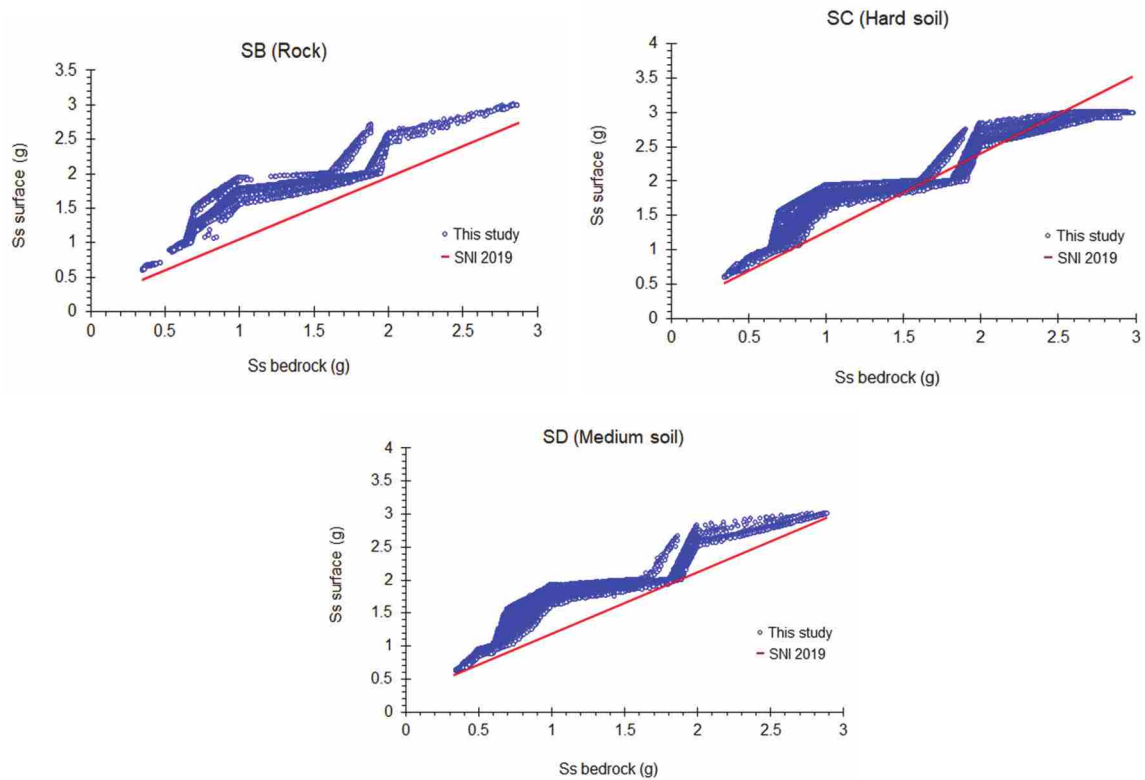 SB (Rock)
3.5
3
2.5
2
1.5
1
0.5
0
Ss surface (g)
0 0.5 1 1.5 2 2.5 3
Ss bedrock (g)
This study
SNI 2019
SC (Hard soil)
4
3.5
3
2.5
2
1.5
1
0.5
0
Ss surface (g)
0 0.5 1 1.5 2 2.5 3
Ss bedrock (g)
This study
SNI 2019
SD (Medium soil)
4
3.5
3
2.5
2
1.5
1
0.5
0
Ss surface (g)
0 0.5 1 1.5 2 2.5 3
Ss bedrock (g)
This study
SNI 2019